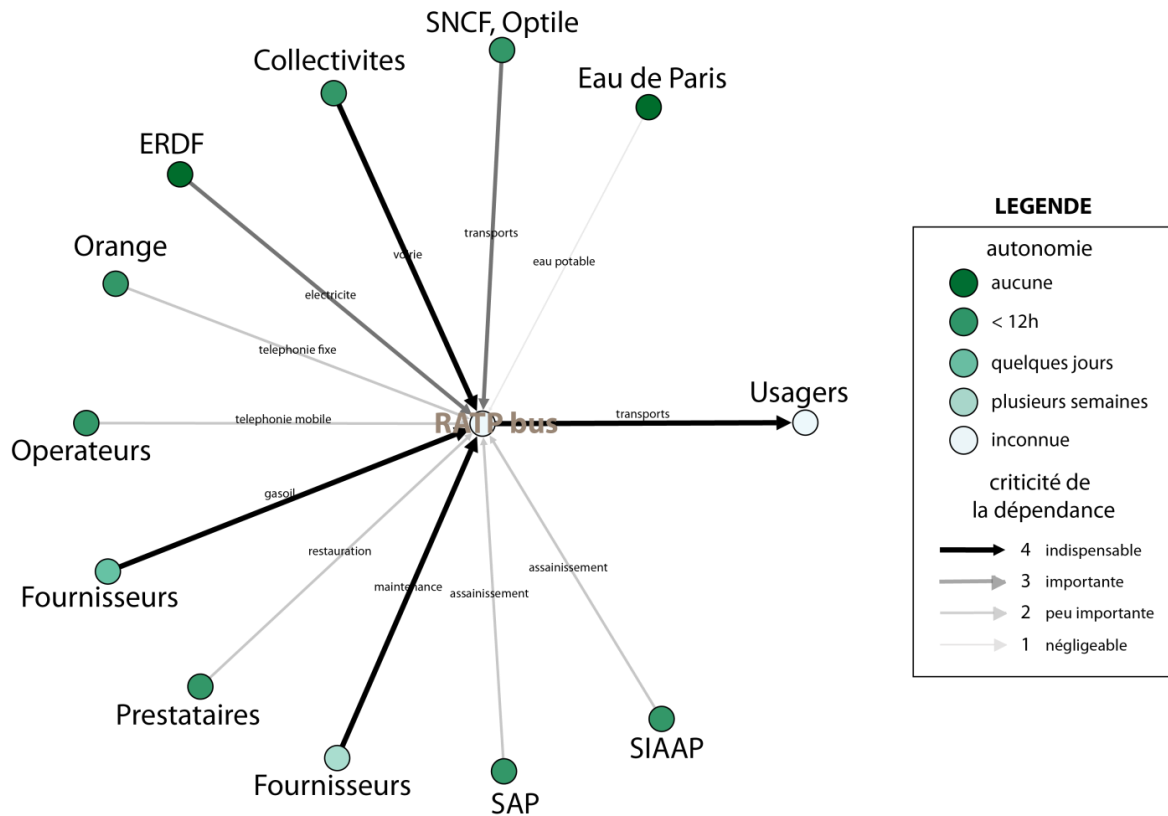 SNCF, Optile
Collectivites
Eau de Paris
ERDF
LEGENDE
transports
voirie
autonomie
Orange
eau potable
aucune
electricite
< 12h
telephonie fixe
quelques jours
Usagers
plusieurs semaines
telephonie mobile
RATP bus
transports
inconnue
Operateurs
criticité de
la dépendance
gasoil
4 indispensable
restauration
assainissement
3 importante
Fournisseurs
maintenance
assainissement
2 peu importante
1 négligeable
Prestataires
SIAAP
Fournisseurs
SAP